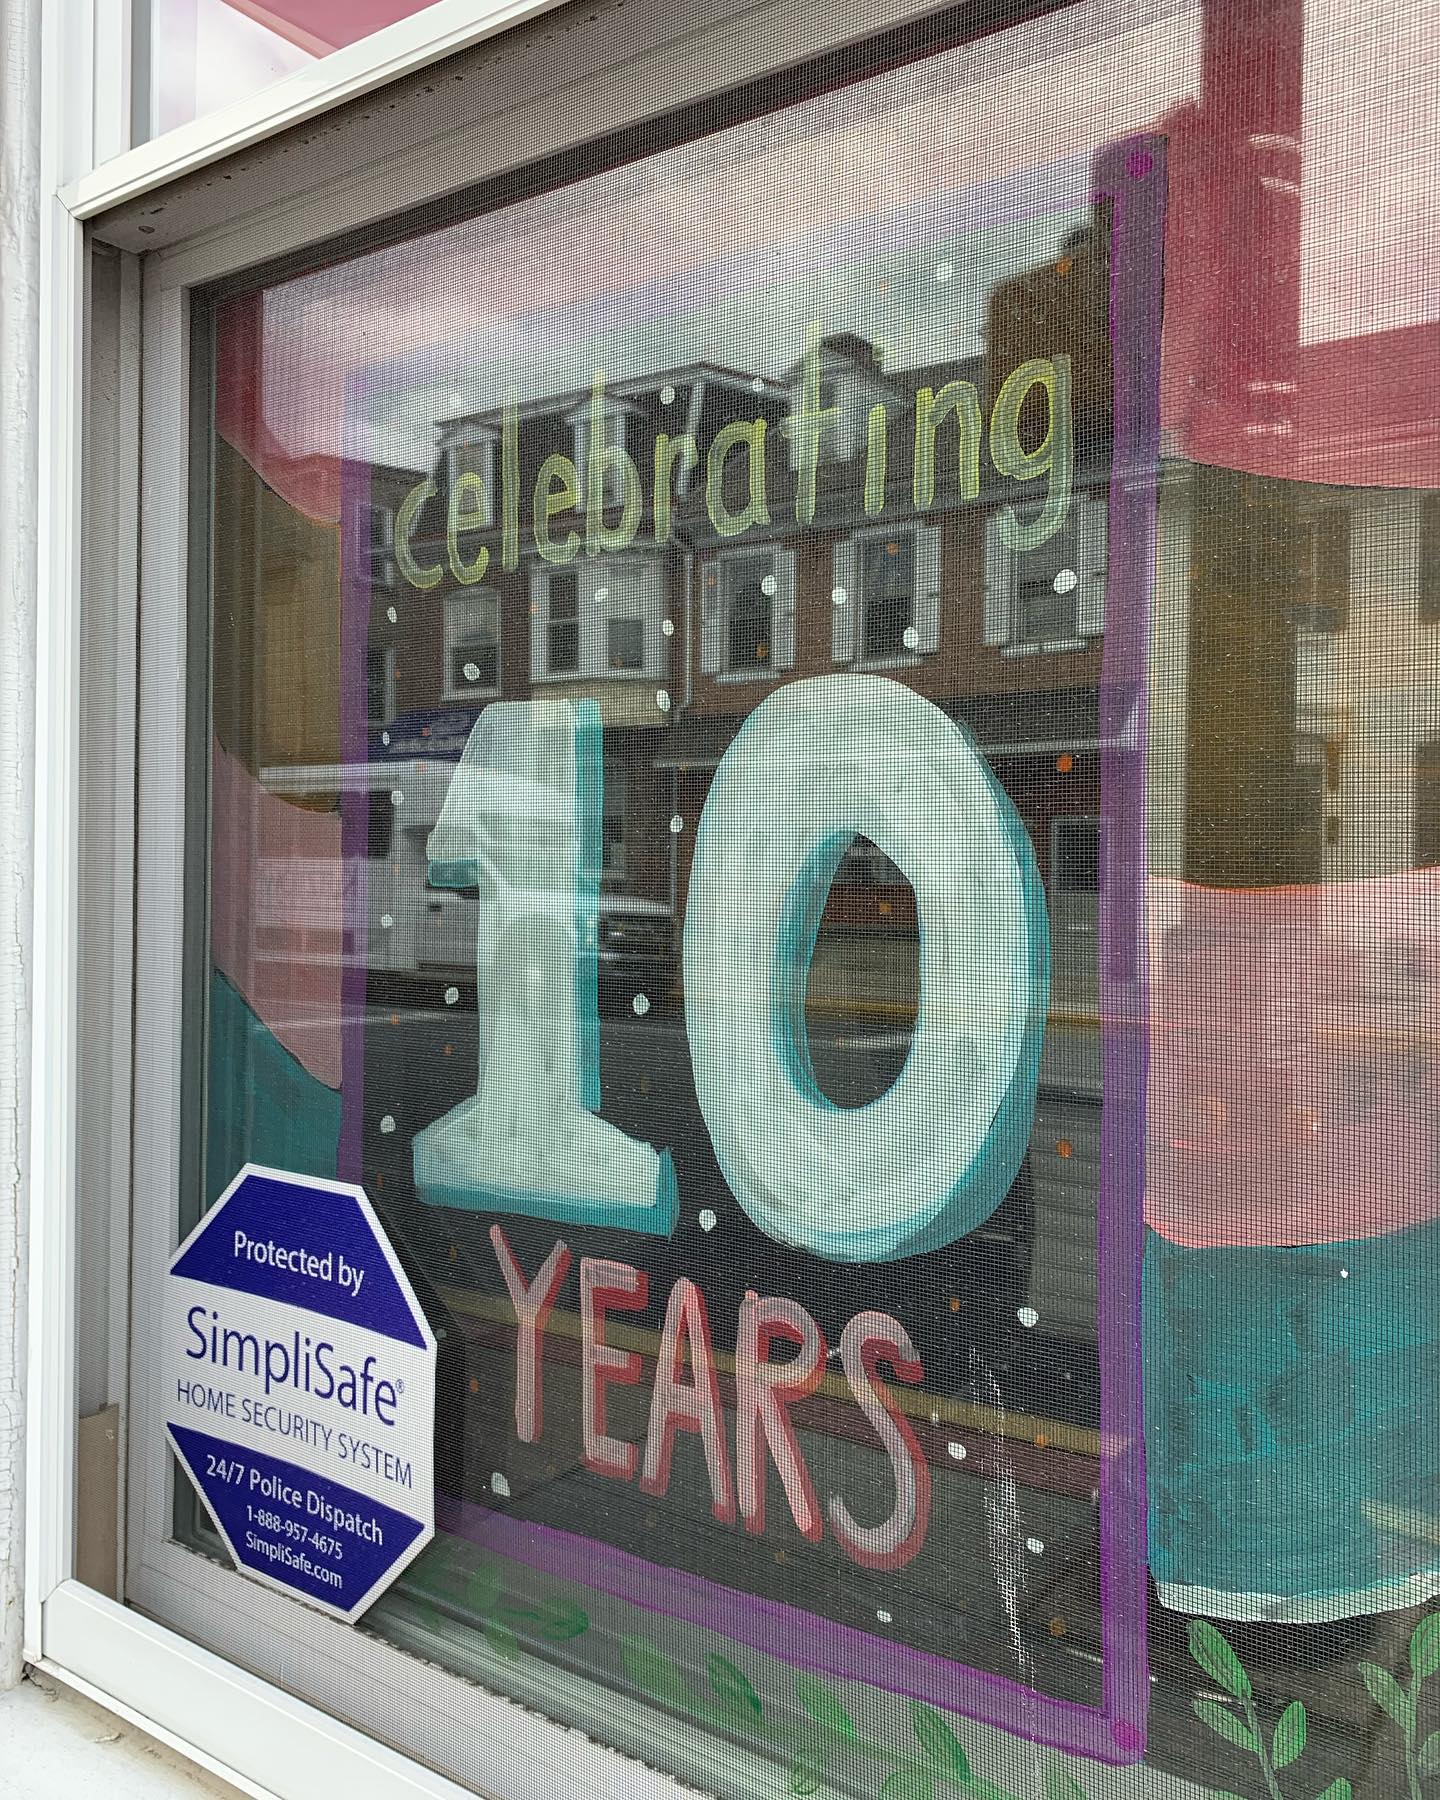 celebrating
10
YEARS
Protected by
SimpliSafe®
HOME SECURITY SYSTEM
24/7 Police Dispatch
1-888-957-4675
SimpliSafe.com